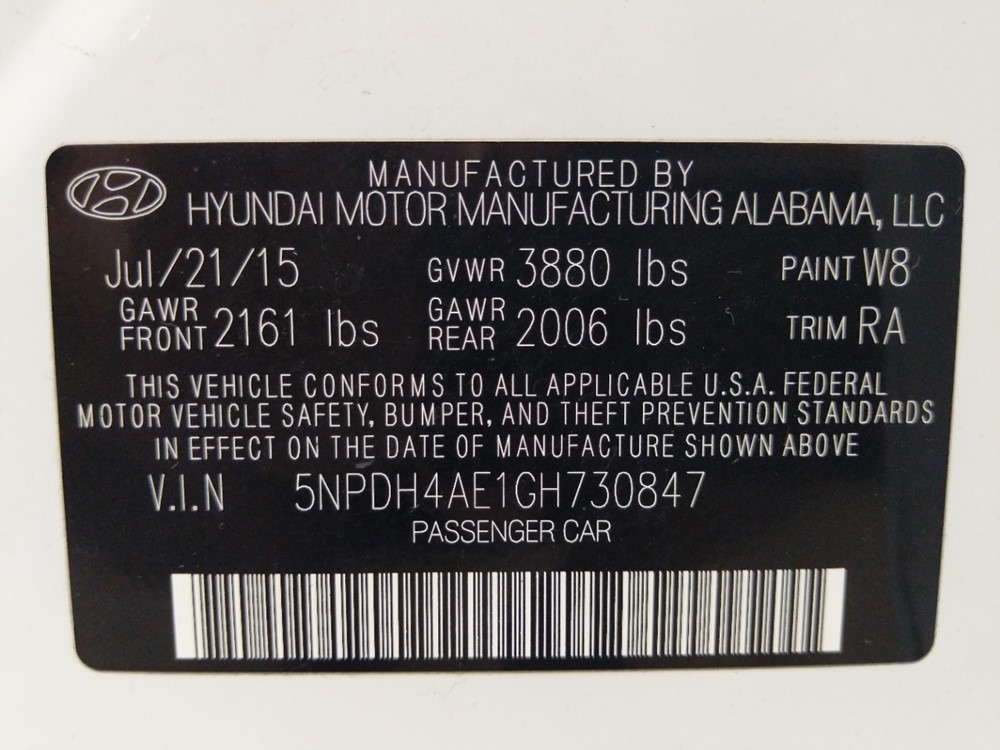 MANUFACTURED BY
HYUNDAI MOTOR MANUFACTURING ALABAMA, LLC
Jul/21/15 GVWR 3880 lbs PAINT W8
GAWR FRONT 2161 lbs GAWR REAR 2006 lbs TRIM RA
THIS VEHICLE CONFORMS TO ALL APPLICABLE U.S.A. FEDERAL
MOTOR VEHICLE SAFETY, BUMPER, AND THEFT PREVENTION STANDARDS
IN EFFECT ON THE DATE OF MANUFACTURE SHOWN ABOVE
V.I.N 5NPDH4AE1GH730847
PASSENGER CAR